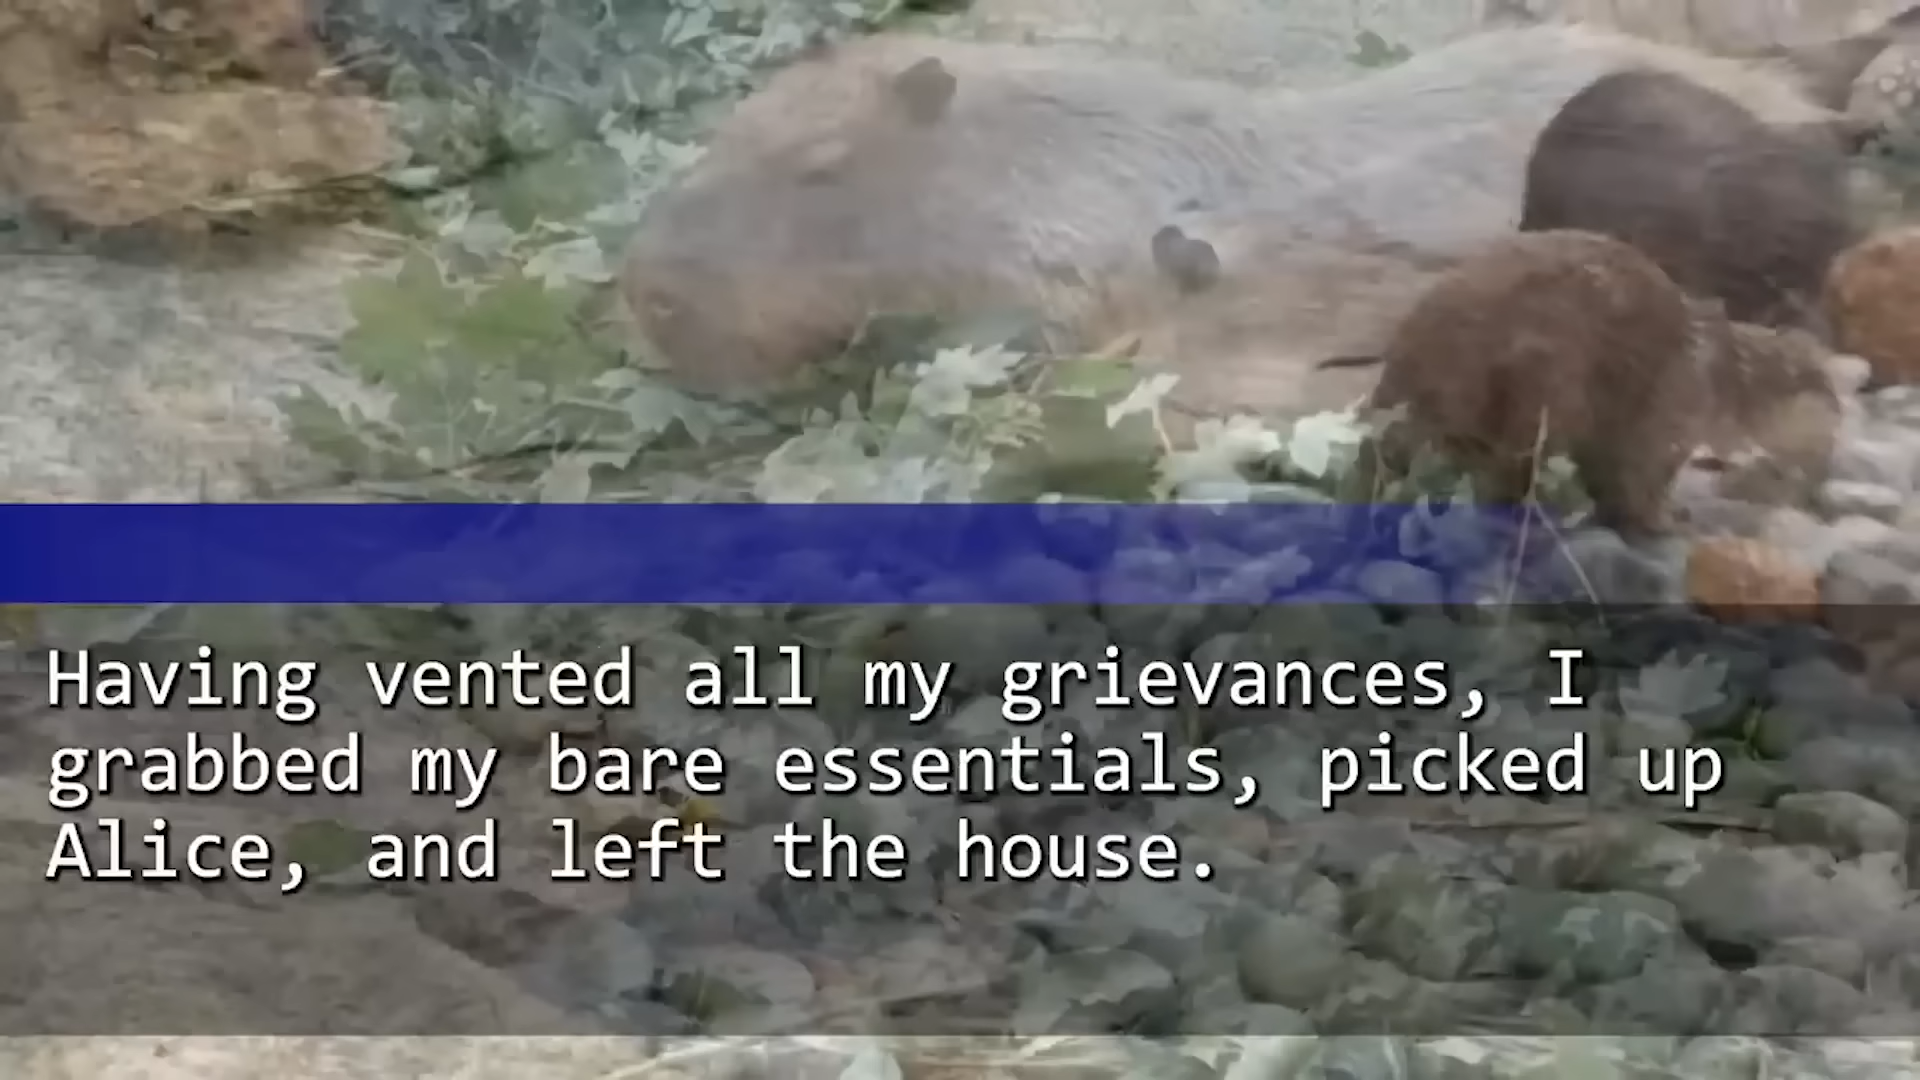 Having vented all my grievances, I
grabbed my bare essentials, picked up
Alice, and left the house.